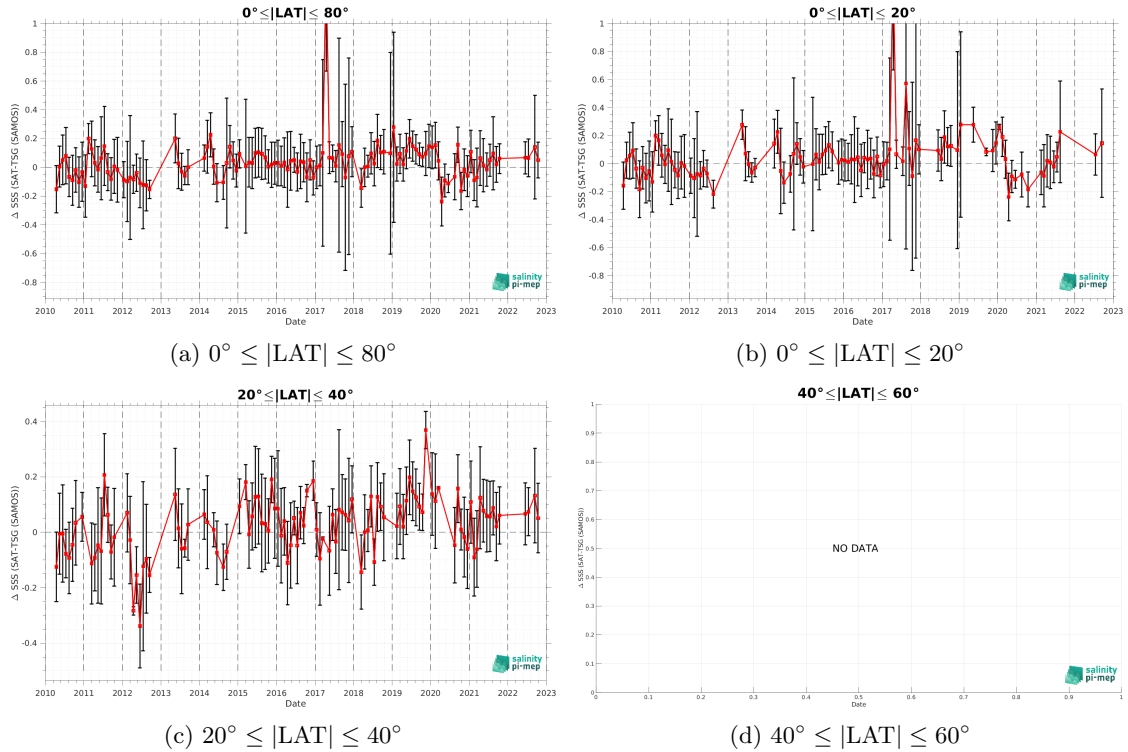 0°≤|LAT|≤ 80°
Δ SSS (SAT-TSG (SAMOS))
1
0.8
0.6
0.4
0.2
0
-0.2
-0.4
-0.6
-0.8
2010 2011 2012 2013 2014 2015 2016 2017 2018 2019 2020 2021 2022 2023
Date
salinity
pi-mep
(a) 0° ≤ |LAT| ≤ 80°
0°≤|LAT|≤ 20°
Δ SSS (SAT-TSG (SAMOS))
1
0.8
0.6
0.4
0.2
0
-0.2
-0.4
-0.6
-0.8
2010 2011 2012 2013 2014 2015 2016 2017 2018 2019 2020 2021 2022 2023
Date
salinity
pi-mep
(b) 0° ≤ |LAT| ≤ 20°
20°≤|LAT|≤ 40°
Δ SSS (SAT-TSG (SAMOS))
0.4
0.2
0
-0.2
-0.4
2010 2011 2012 2013 2014 2015 2016 2017 2018 2019 2020 2021 2022 2023
Date
salinity
pi-mep
(c) 20° ≤ |LAT| ≤ 40°
40°≤|LAT|≤ 60°
Δ SSS (SAT-TSG (SAMOS))
1
0.9
0.8
0.7
0.6
0.5
0.4
0.3
0.2
0.1
0
NO DATA
0 0.1 0.2 0.3 0.4 0.5 0.6 0.7 0.8 0.9 1
Date
salinity
pi-mep
(d) 40° ≤ |LAT| ≤ 60°